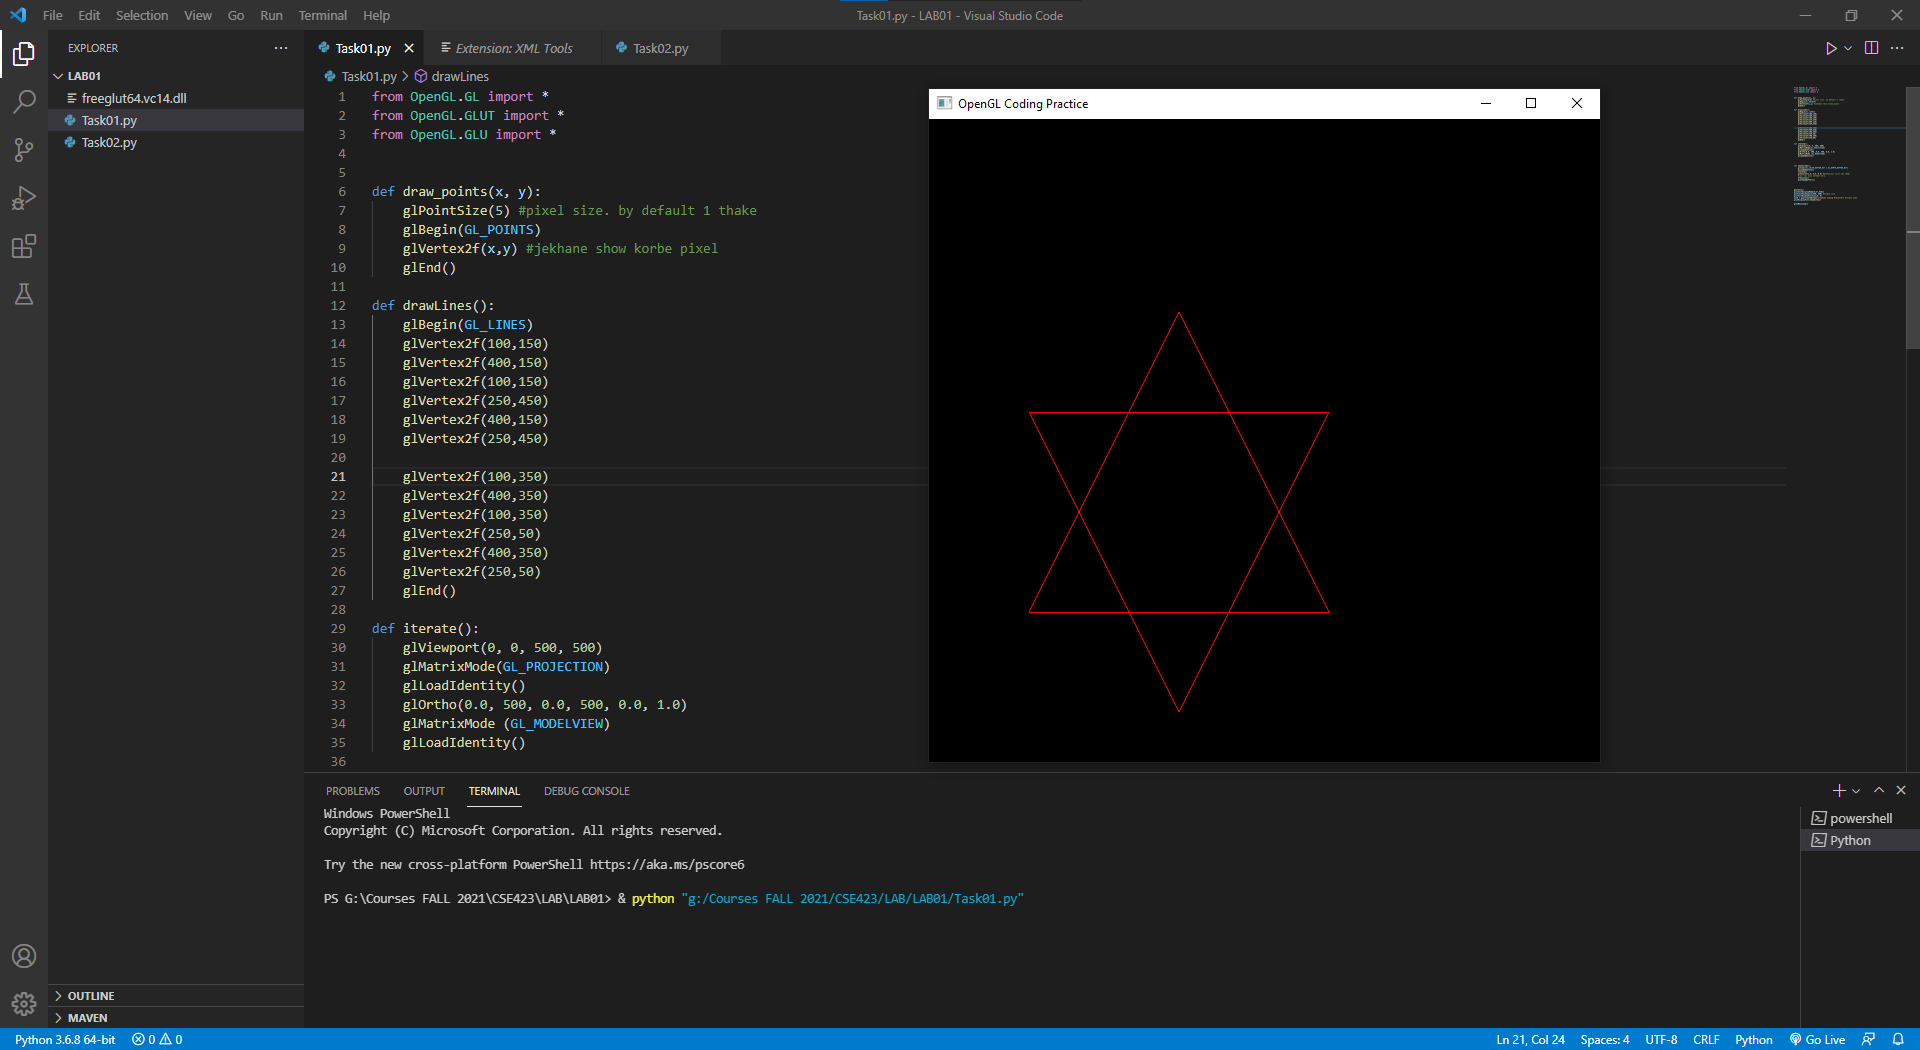 File Edit Selection View Go Run Terminal Help
Task01.py - LAB01 - Visual Studio Code
EXPLORER
LAB01
freeglut64.vc14.dll
Task01.py
Task02.py
OUTLINE
MAVEN
Task01.py
Extension: XML Tools
Task02.py
Task01.py > drawLines
1 from OpenGL.GL import *
2 from OpenGL.GLUT import *
3 from OpenGL.GLU import *
4
5
6 def draw_points(x, y):
7 glPointSize(5) #pixel size. by default 1 thake
8 glBegin(GL_POINTS)
9 glVertex2f(x,y) #jekhane show korbe pixel
10 glEnd()
11
12 def drawLines():
13 glBegin(GL_LINES)
14 glVertex2f(100,150)
15 glVertex2f(400,150)
16 glVertex2f(100,150)
17 glVertex2f(250,450)
18 glVertex2f(400,150)
19 glVertex2f(250,450)
20
21 glVertex2f(100,350)
22 glVertex2f(400,350)
23 glVertex2f(100,350)
24 glVertex2f(250,50)
25 glVertex2f(400,350)
26 glVertex2f(250,50)
27 glEnd()
28
29 def iterate():
30 glViewport(0, 0, 500, 500)
31 glMatrixMode(GL_PROJECTION)
32 glLoadIdentity()
33 glOrtho(0.0, 500, 0.0, 500, 0.0, 1.0)
34 glMatrixMode (GL_MODELVIEW)
35 glLoadIdentity()
36
OpenGL Coding Practice
PROBLEMS OUTPUT TERMINAL DEBUG CONSOLE
Windows PowerShell
Copyright (C) Microsoft Corporation. All rights reserved.
Try the new cross-platform PowerShell https://aka.ms/pscore6
PS G:\Courses FALL 2021\CSE423\LAB\LAB01> & python "g:/Courses FALL 2021/CSE423/LAB/LAB01/Task01.py"
powershell
Python
Python 3.6.8 64-bit 0 0
Ln 21, Col 24 Spaces: 4 UTF-8 CRLF Python Go Live